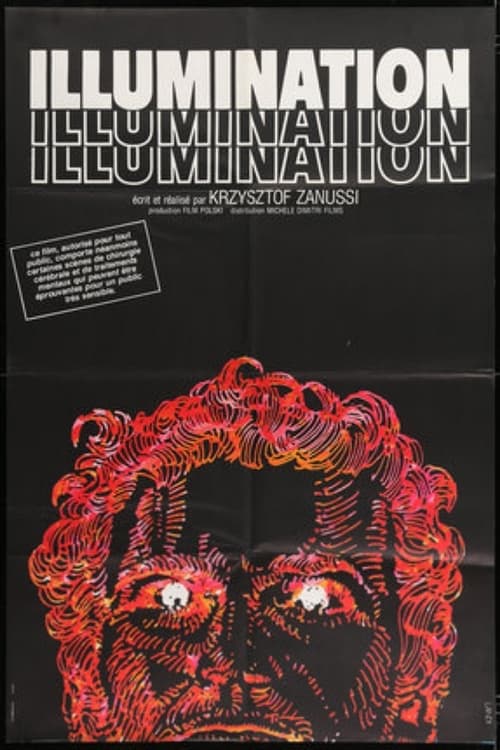 ILLUMINATION
ILLUMINATION
ILLUMINATION
écrit et réalisé par KRZYSZTOF ZANUSSI
production FILM POLSKI distribution MICHELE DIMITRI FILMS
ce film, autorisé pour tout
public, comporte néanmoins
certaines scènes de chirurgie
cérébrale et de traitements
mentaux qui peuvent être
éprouvantes pour un public
très sensible.